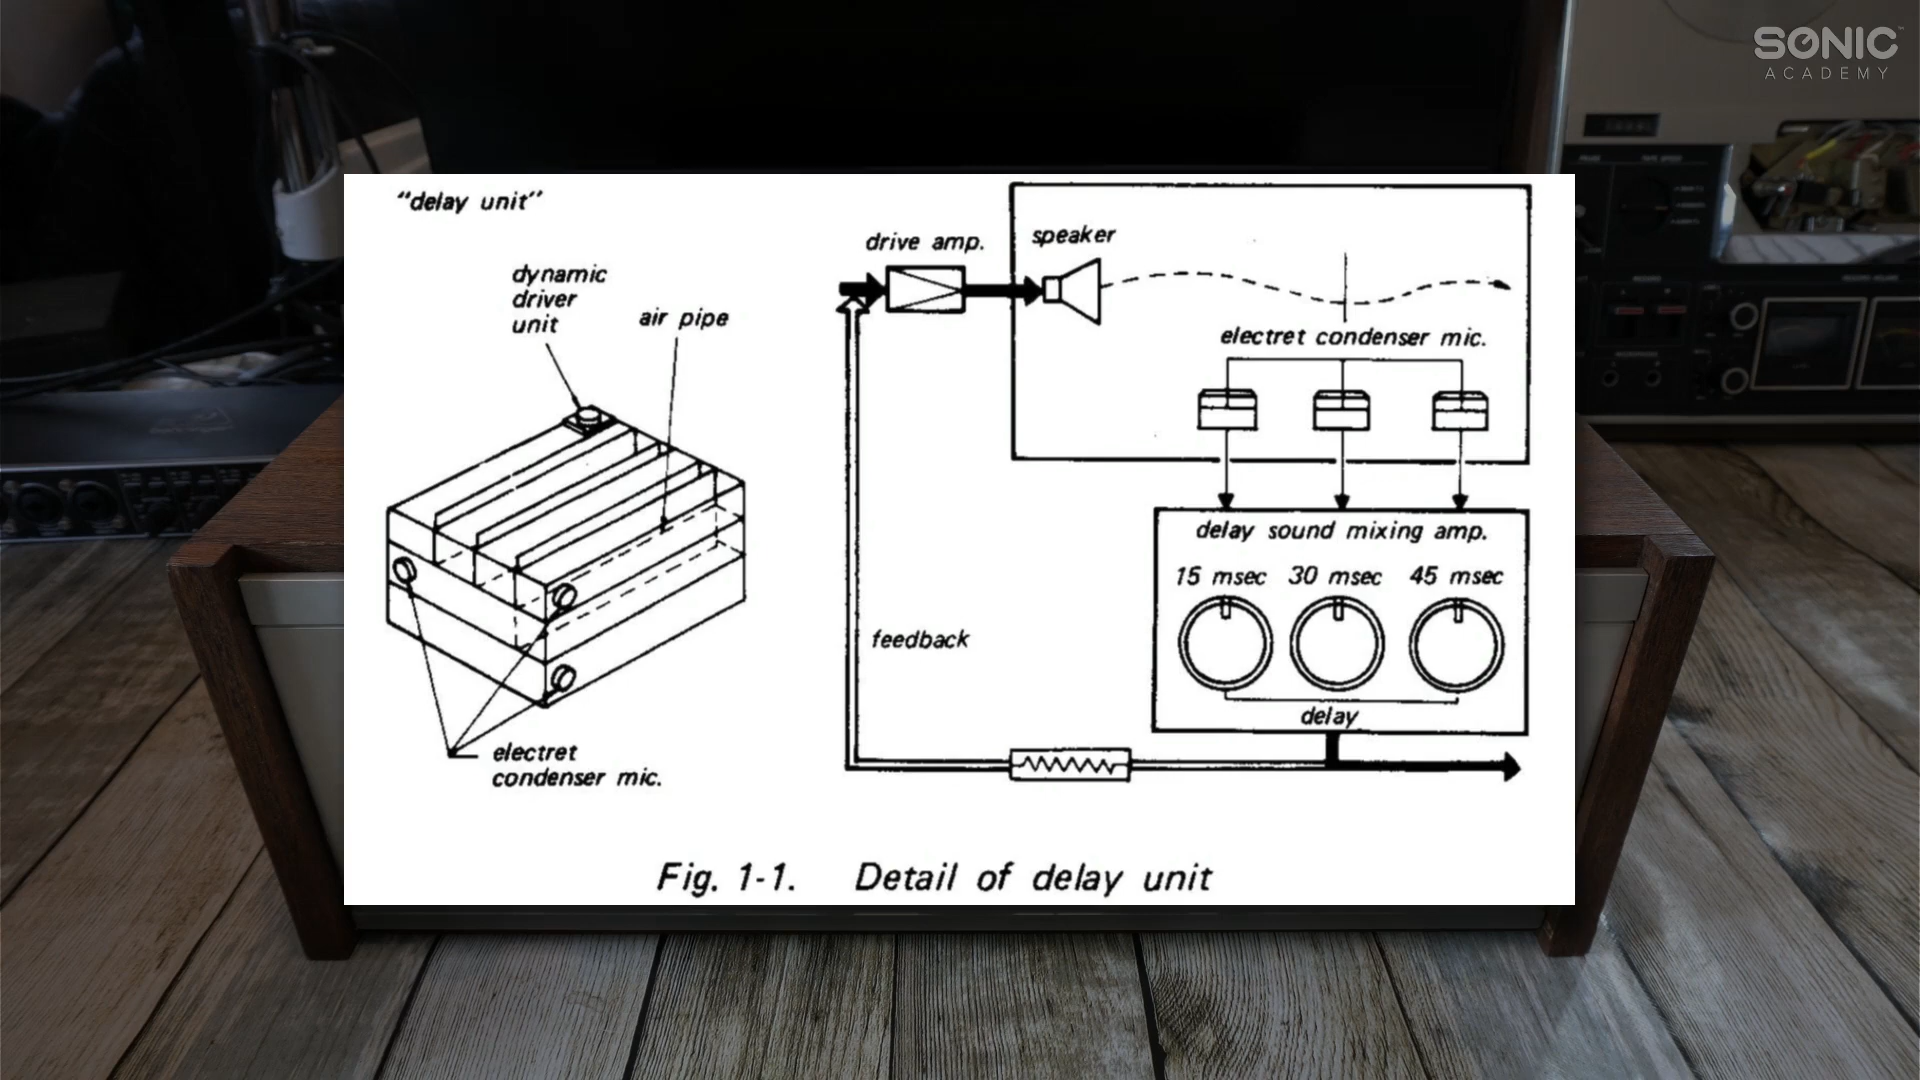 SONIC
ACADEMY
"delay unit"
dynamic
driver
unit
air pipe
electret
condenser mic.
drive amp.
speaker
electret condenser mic.
delay sound mixing amp.
15 msec 30 msec 45 msec
delay
feedback
Fig. 1-1. Detail of delay unit